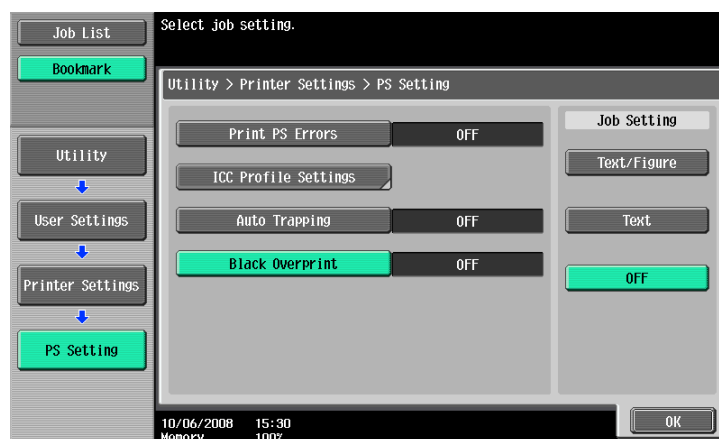 Job List
Select job setting.
Bookmark
Utility > Printer Settings > PS Setting
Utility
User Settings
Printer Settings
PS Setting
Print PS Errors OFF
ICC Profile Settings
Auto Trapping OFF
Black Overprint OFF
Job Setting
Text/Figure
Text
OFF
10/06/2008 15:30
Memory 100%
OK